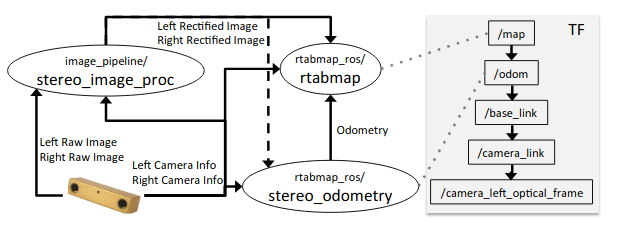 Left Rectified Image
Right Rectified Image
image_pipeline/
stereo_image_proc
rtabmap_ros/
rtabmap
Left Raw Image
Right Raw Image
Left Camera Info
Right Camera Info
Odometry
rtabmap_ros/
stereo_odometry
TF
/map
/odom
/base_link
/camera_link
/camera_left_optical_frame